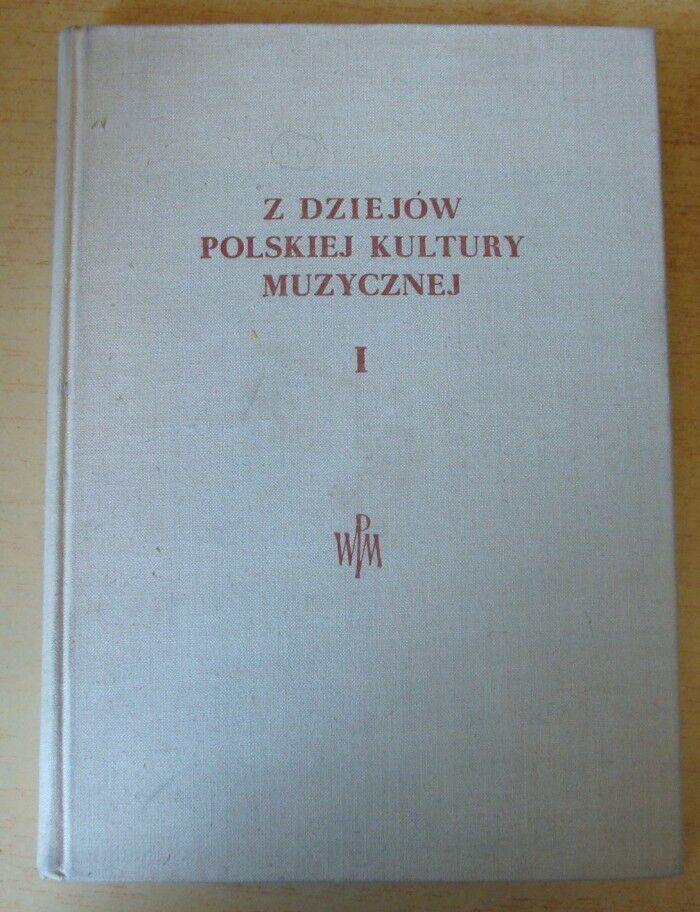 Z DZIEJÓW
POLSKIEJ KULTURY
MUZYCZNEJ
I
WPM